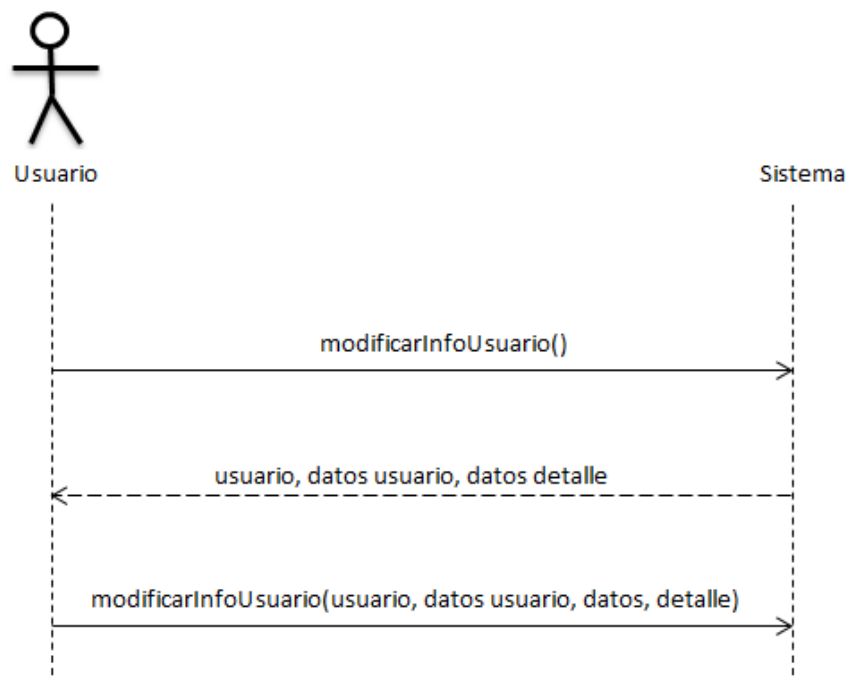 Usuario
Sistema
modificarInfoUsuario()
usuario, datos usuario, datos detalle
modificarInfoUsuario(usuario, datos usuario, datos, detalle)